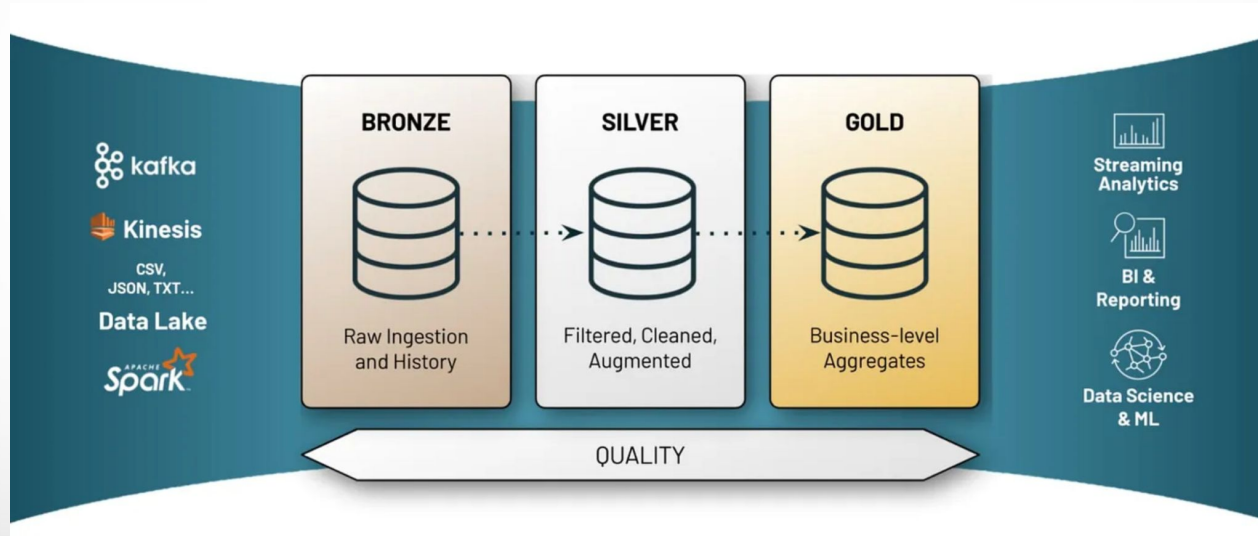 kafka
Kinesis
CSV,
JSON, TXT...
Data Lake
APACHE
Spark™
BRONZE
Raw Ingestion
and History
SILVER
Filtered, Cleaned,
Augmented
GOLD
Business-level
Aggregates
QUALITY
Streaming
Analytics
BI &
Reporting
Data Science
& ML